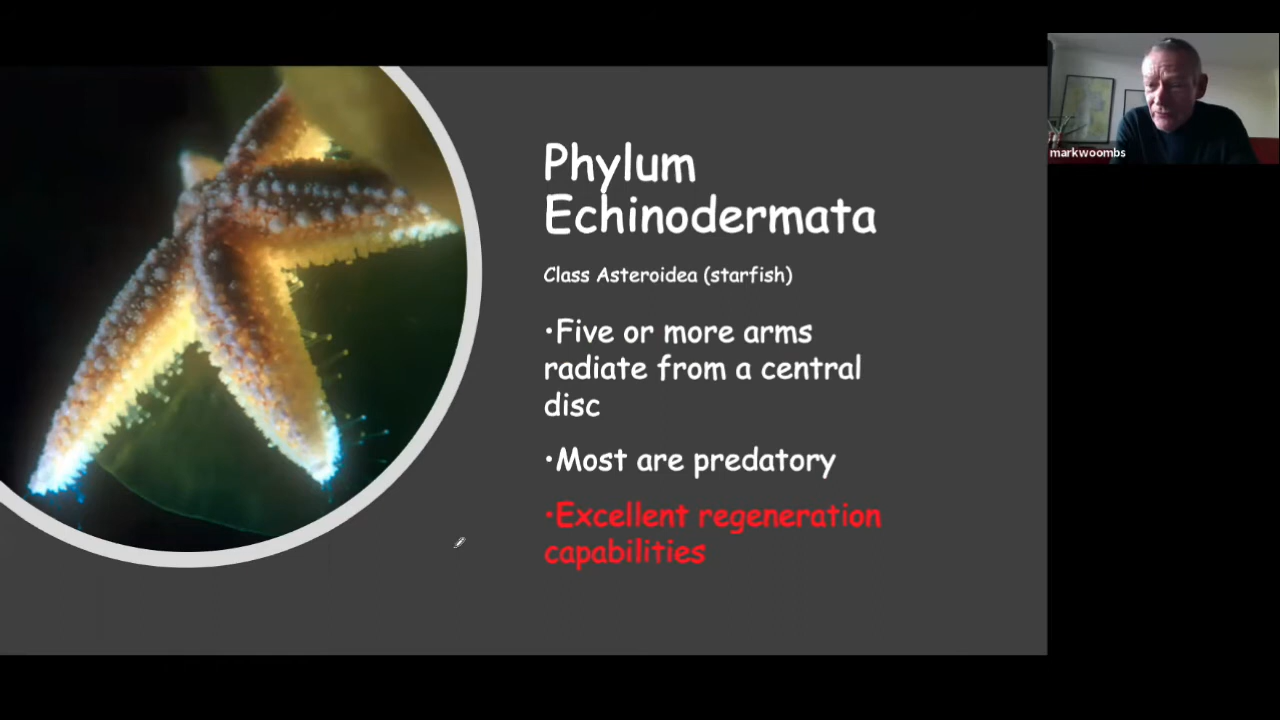 Phylum
Echinodermata
Class Asteroidea (starfish)
•Five or more arms
radiate from a central
disc
•Most are predatory
•Excellent regeneration
capabilities
markwoombs